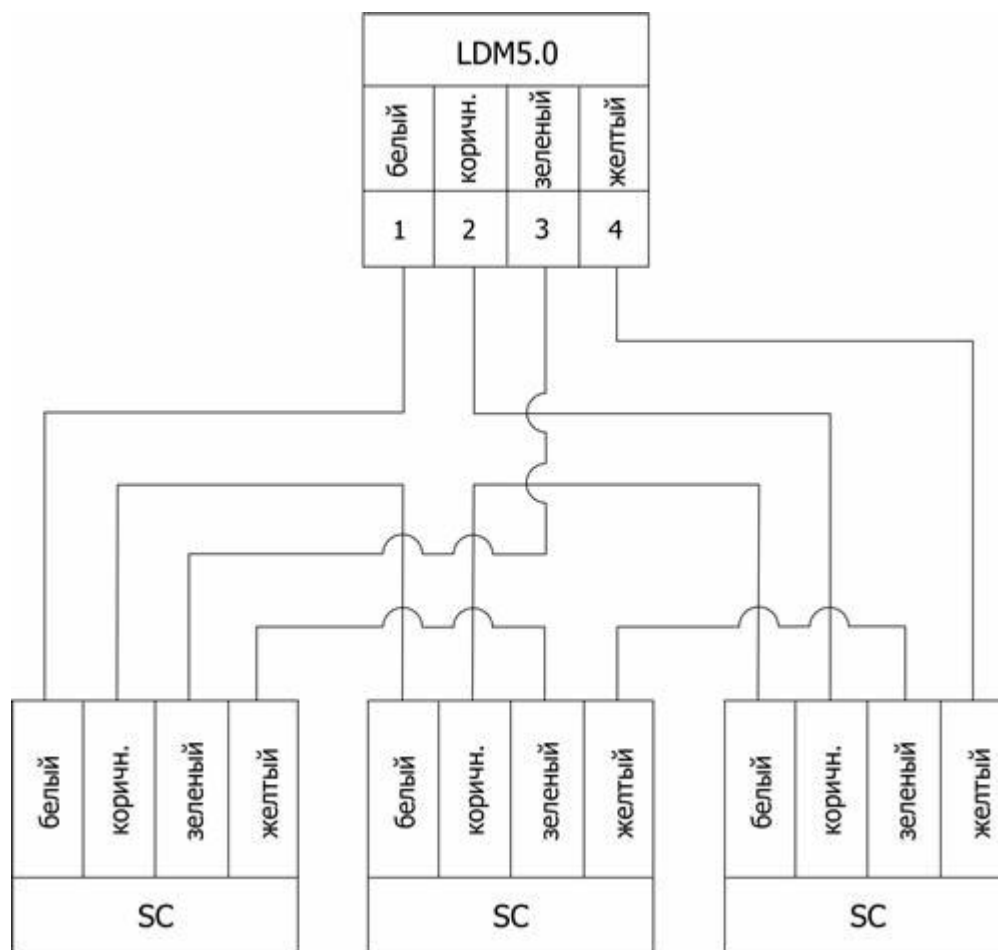 LDM5.0
белый коричн. зеленый желтый
1 2 3 4
белый коричн. зеленый желтый белый коричн. зеленый желтый белый коричн. зеленый желтый
SC SC SC